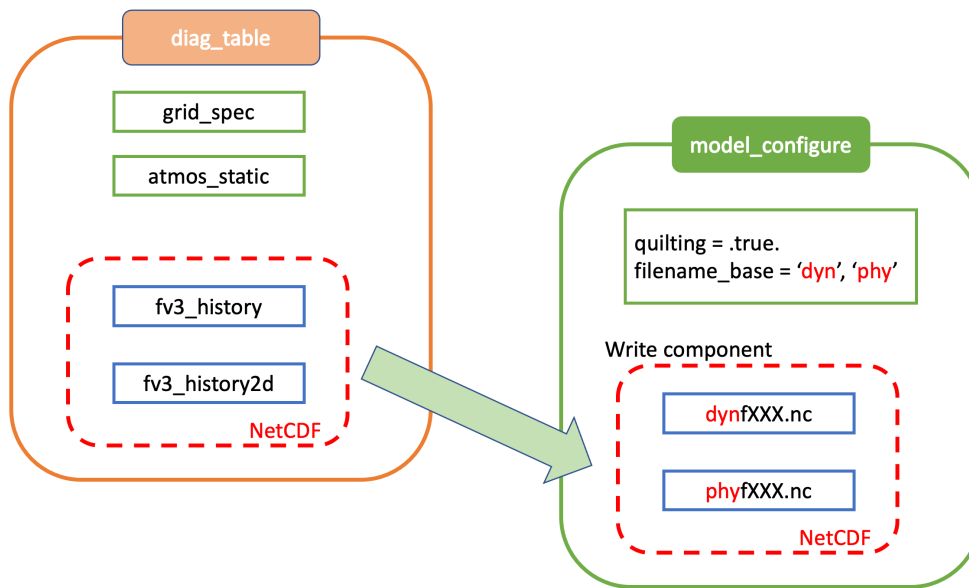 diag_table
grid_spec
atmos_static
fv3_history
fv3_history2d
NetCDF
model_configure
quilting = .true.
filename_base = ‘dyn’, ‘phy’
Write component
dynfXXX.nc
phyfXXX.nc
NetCDF